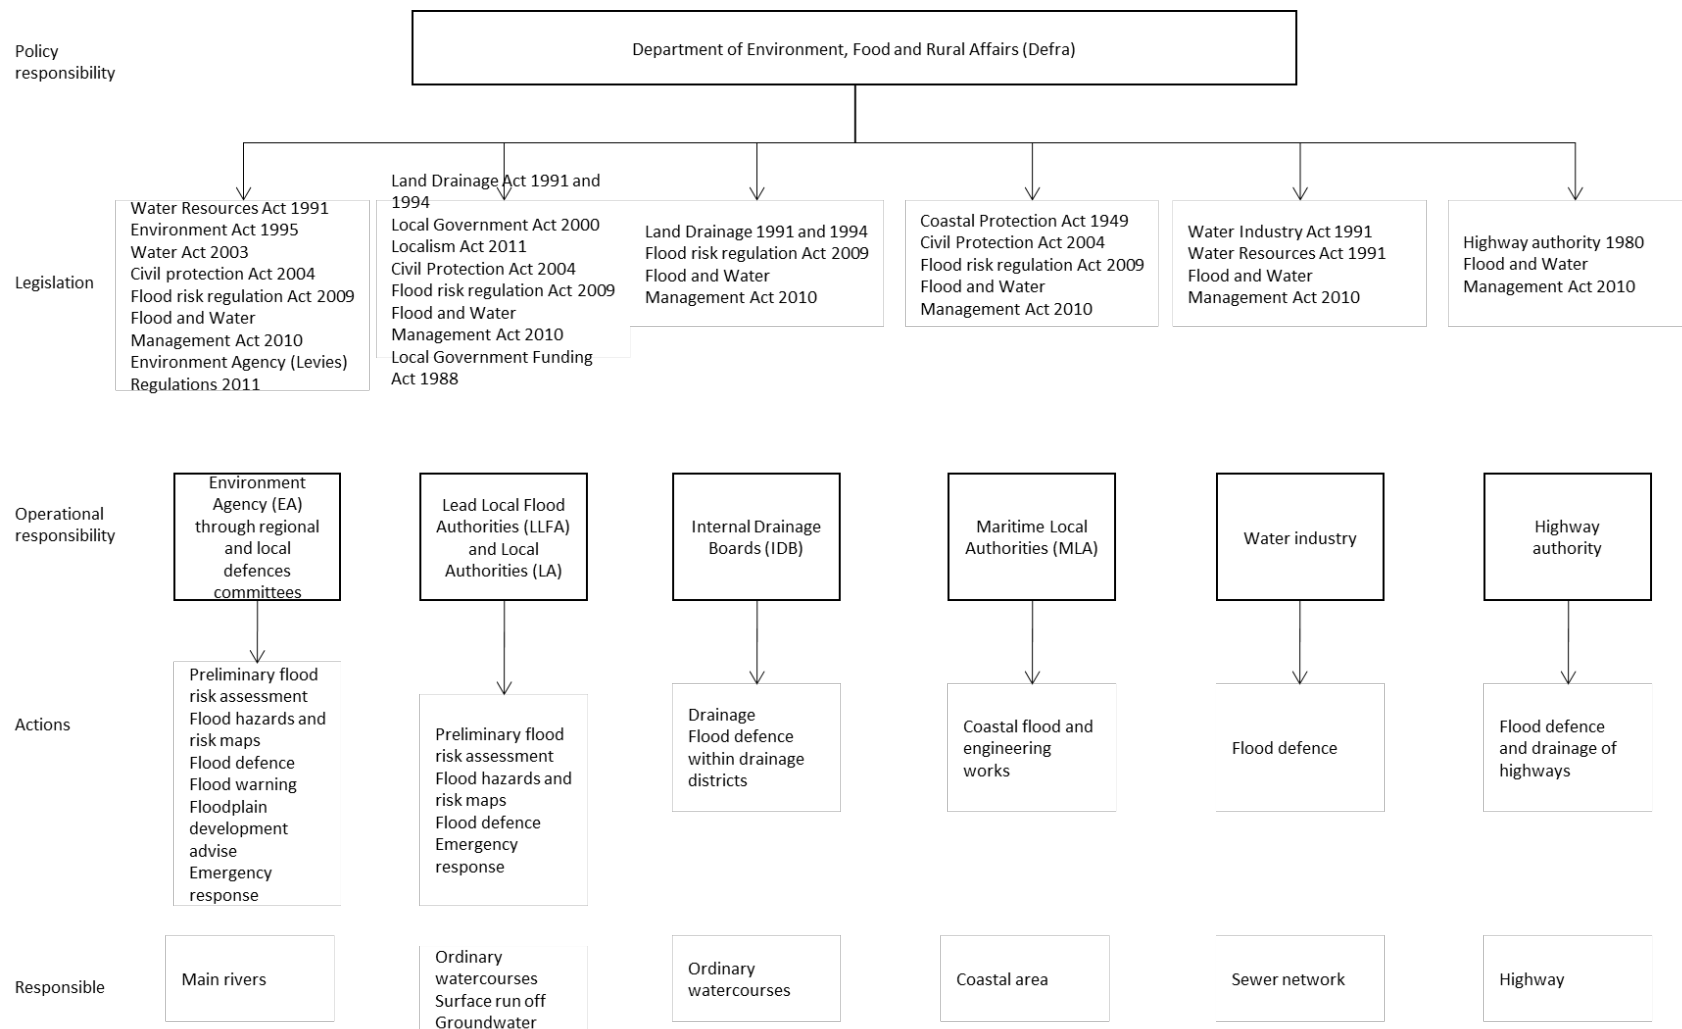 Policy
responsibility
Department of Environment, Food and Rural Affairs (Defra)
Legislation
Water Resources Act 1991
Environment Act 1995
Water Act 2003
Civil protection Act 2004
Flood risk regulation Act 2009
Flood and Water
Management Act 2010
Environment Agency (Levies)
Regulations 2011
Land Drainage Act 1991 and
1994
Local Government Act 2000
Localism Act 2011
Civil Protection Act 2004
Flood risk regulation Act 2009
Flood and Water
Management Act 2010
Local Government Funding
Act 1988
Land Drainage 1991 and 1994
Flood risk regulation Act 2009
Flood and Water
Management Act 2010
Coastal Protection Act 1949
Civil Protection Act 2004
Flood risk regulation Act 2009
Flood and Water
Management Act 2010
Water Industry Act 1991
Water Resources Act 1991
Flood and Water
Management Act 2010
Highway authority 1980
Flood and Water
Management Act 2010
Operational
responsibility
Environment
Agency (EA)
through regional
and local
defences
committees
Lead Local Flood
Authorities (LLFA)
and Local
Authorities (LA)
Internal Drainage
Boards (IDB)
Maritime Local
Authorities (MLA)
Water industry
Highway
authority
Actions
Preliminary flood
risk assessment
Flood hazards and
risk maps
Flood defence
Flood warning
Floodplain
development
advise
Emergency
response
Preliminary flood
risk assessment
Flood hazards and
risk maps
Flood defence
Emergency
response
Drainage
Flood defence
within drainage
districts
Coastal flood and
engineering
works
Flood defence
Flood defence
and drainage of
highways
Responsible
Main rivers
Ordinary
watercourses
Surface run off
Groundwater
Ordinary
watercourses
Coastal area
Sewer network
Highway